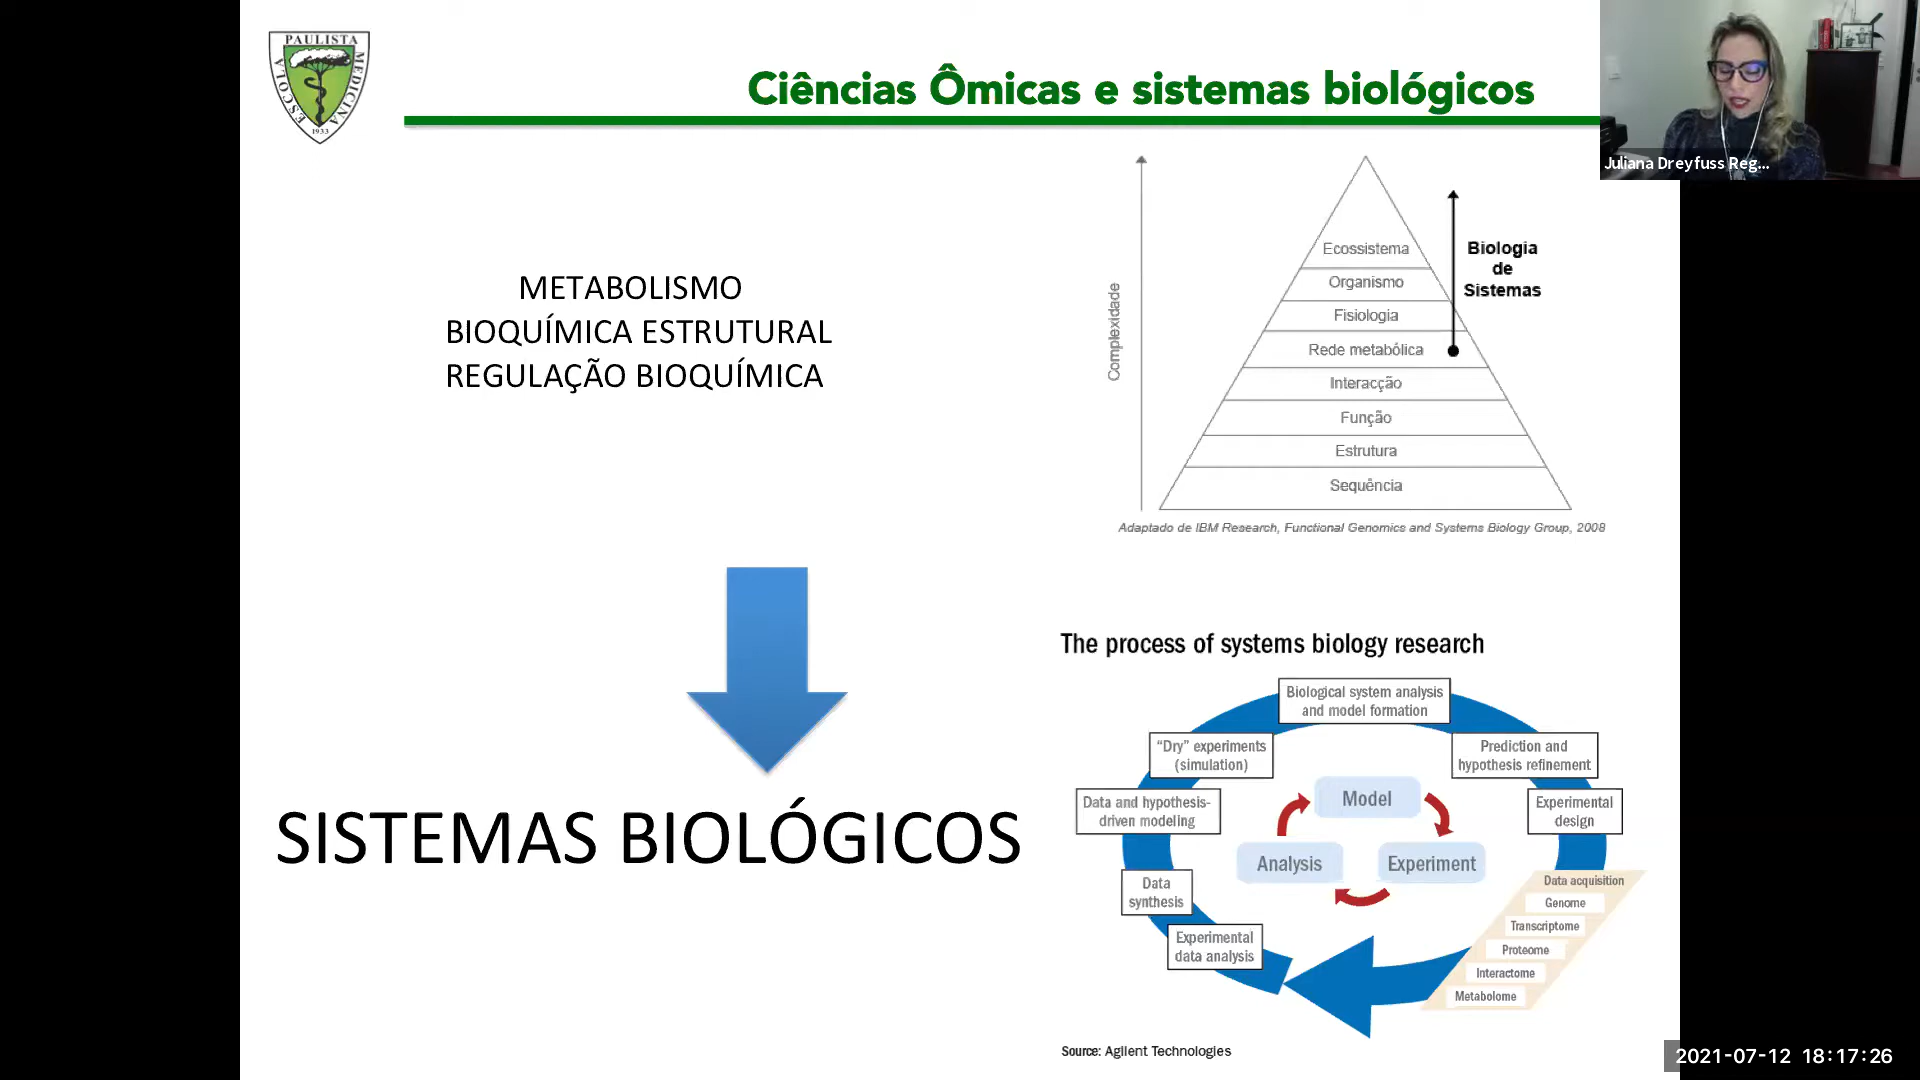 PAULISTA
MEDICINA
ESCOLA
1933
Ciências Ômicas e sistemas biológicos
Juliana Dreyfuss Reg...
METABOLISMO
BIOQUÍMICA ESTRUTURAL
REGULAÇÃO BIOQUÍMICA
SISTEMAS BIOLÓGICOS
Complexidade
Ecossistema
Organismo
Fisiologia
Rede metabólica
Interacção
Função
Estrutura
Sequência
Biologia
de
Sistemas
Adaptado de IBM Research, Functional Genomics and Systems Biology Group, 2008
The process of systems biology research
Biological system analysis
and model formation
“Dry” experiments
(simulation)
Prediction and
hypothesis refinement
Data and hypothesis-
driven modeling
Experimental
design
Model
Analysis
Experiment
Data
synthesis
Experimental
data analysis
Data acquisition
Genome
Transcriptome
Proteome
Interactome
Metabolome
Source: Agilent Technologies
2021-07-12 18:17:26